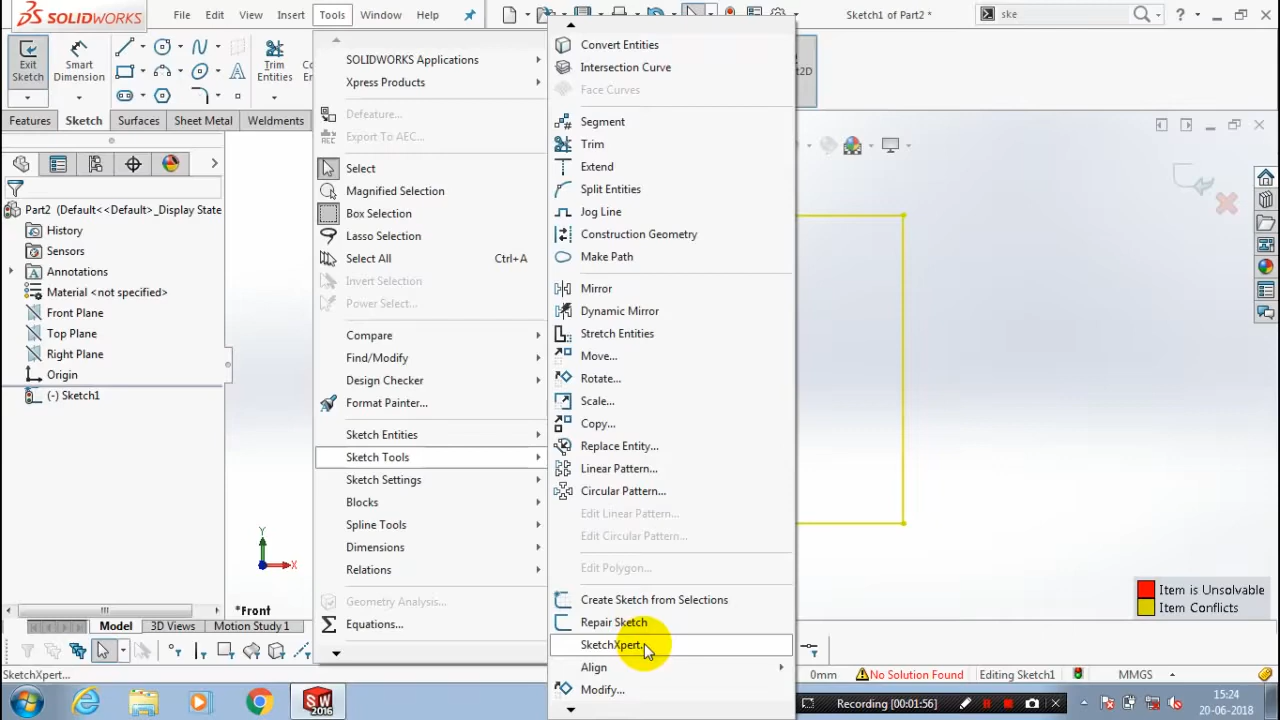 SOLIDWORKS File Edit View Insert Tools Window Help Sketch1 of Part2 * ske
Exit Sketch
Smart Dimension
Trim Entities
Features Sketch Surfaces Sheet Metal Weldments
Part2 (Default<<Default>_Display State
History
Sensors
Annotations
Material <not specified>
Front Plane
Top Plane
Right Plane
Origin
(-) Sketch1
SOLIDWORKS Applications
Xpress Products
Defeature...
Export To AEC...
Select
Magnified Selection
Box Selection
Lasso Selection
Select All Ctrl+A
Invert Selection
Power Select...
Compare
Find/Modify
Design Checker
Format Painter...
Sketch Entities
Sketch Tools
Sketch Settings
Blocks
Spline Tools
Dimensions
Relations
Geometry Analysis...
Equations...
Convert Entities
Intersection Curve
Face Curves
Segment
Trim
Extend
Split Entities
Jog Line
Construction Geometry
Make Path
Mirror
Dynamic Mirror
Stretch Entities
Move...
Rotate...
Scale...
Copy...
Replace Entity...
Linear Pattern...
Circular Pattern...
Edit Linear Pattern...
Edit Circular Pattern...
Edit Polygon...
Create Sketch from Selections
Repair Sketch
SketchXpert...
Align
Modify...
Y
X
*Front
Item is Unsolvable
Item Conflicts
Model 3D Views Motion Study 1
SketchXpert... 0mm No Solution Found Editing Sketch1 MMGS
SW 2016
Recording [00:01:56]
15:24
20-06-2018